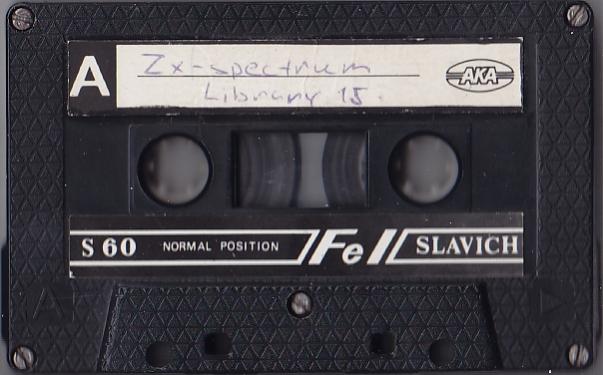 A
Zx-spectrum
Library 15.
AKA
S 60 NORMAL POSITION Fe I SLAVICH